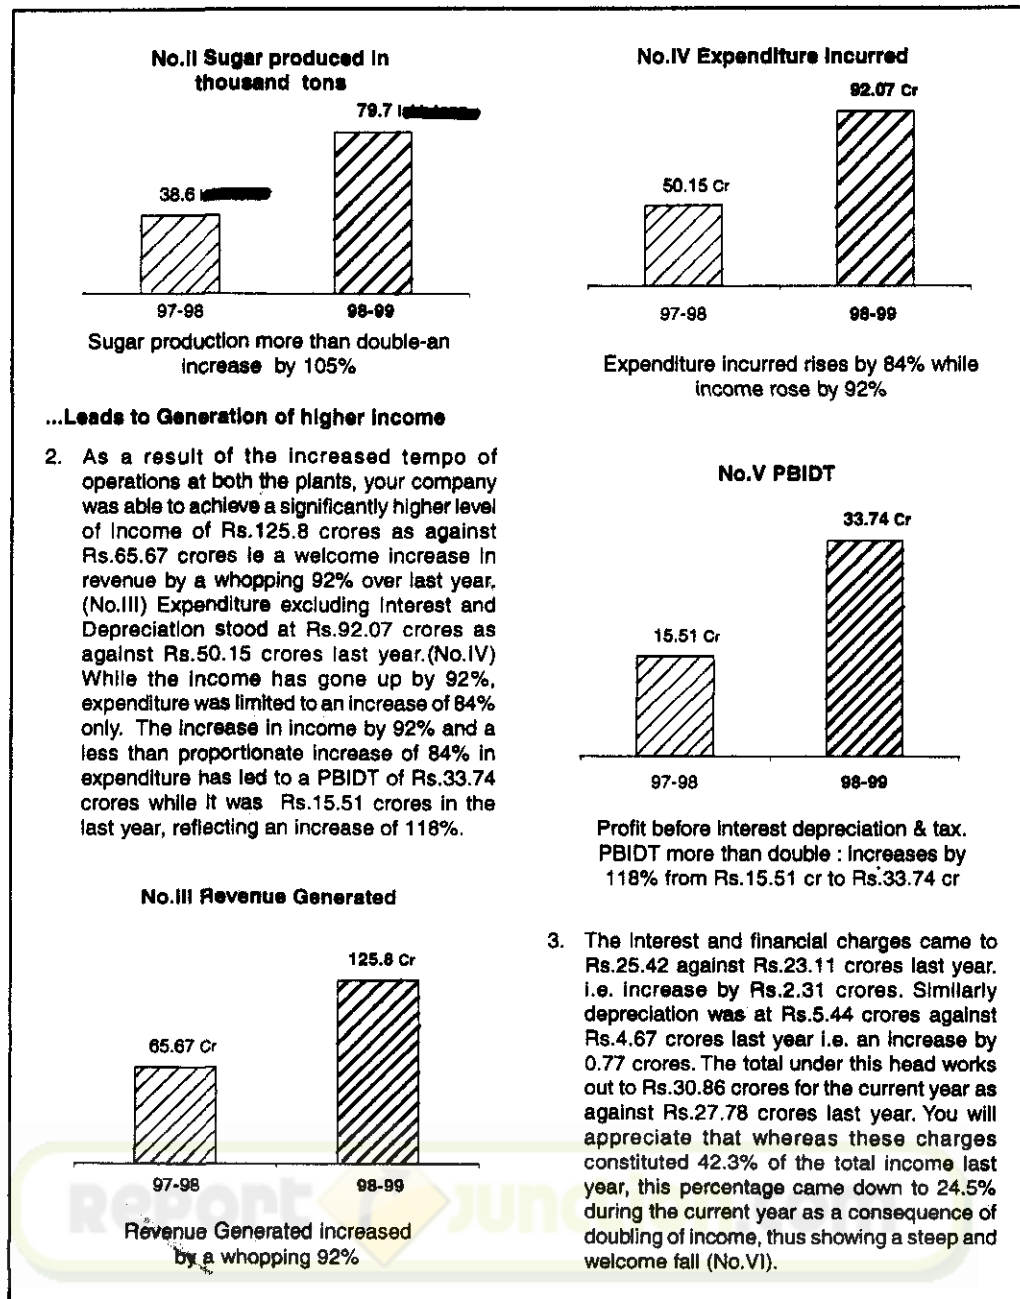 No.II Sugar produced in
thousand tons
79.7
38.6
97-98 98-99
Sugar production more than double-an
increase by 105%
...Leads to Generation of higher income
2. As a result of the increased tempo of
operations at both the plants, your company
was able to achieve a significantly higher level
of Income of Rs.125.8 crores as against
Rs.65.67 crores ie a welcome increase in
revenue by a whopping 92% over last year.
(No.III) Expenditure excluding Interest and
Depreciation stood at Rs.92.07 crores as
against Rs.50.15 crores last year.(No.IV)
While the income has gone up by 92%,
expenditure was limited to an increase of 84%
only. The increase in income by 92% and a
less than proportionate increase of 84% in
expenditure has led to a PBIDT of Rs.33.74
crores while it was Rs.15.51 crores in the
last year, reflecting an increase of 118%.
No.III Revenue Generated
125.8 Cr
65.67 Cr
97-98 98-99
Revenue Generated increased
by a whopping 92%
No.IV Expenditure Incurred
92.07 Cr
50.15 Cr
97-98 98-99
Expenditure incurred rises by 84% while
income rose by 92%
No.V PBIDT
33.74 Cr
15.51 Cr
97-98 98-99
Profit before interest depreciation & tax.
PBIDT more than double : increases by
118% from Rs.15.51 cr to Rs.33.74 cr
3. The Interest and financial charges came to
Rs.25.42 against Rs.23.11 crores last year.
i.e. increase by Rs.2.31 crores. Similarly
depreciation was at Rs.5.44 crores against
Rs.4.67 crores last year i.e. an increase by
0.77 crores. The total under this head works
out to Rs.30.86 crores for the current year as
against Rs.27.78 crores last year. You will
appreciate that whereas these charges
constituted 42.3% of the total income last
year, this percentage came down to 24.5%
during the current year as a consequence of
doubling of income, thus showing a steep and
welcome fall (No.VI).